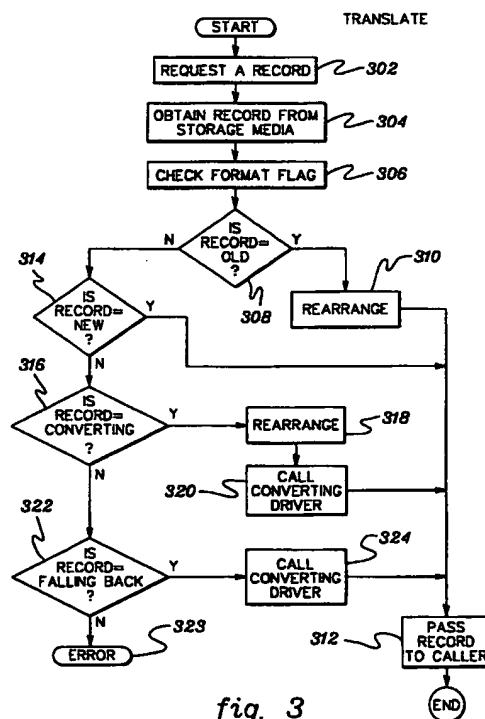 TRANSLATE
START
REQUEST A RECORD
302
OBTAIN RECORD FROM
STORAGE MEDIA
304
CHECK FORMAT FLAG
306
IS
RECORD=
OLD
?
N
Y
308
310
REARRANGE
314
IS
RECORD=
NEW
?
Y
N
316
IS
RECORD=
CONVERTING
?
Y
N
REARRANGE
318
320
CALL
CONVERTING
DRIVER
322
IS
RECORD=
FALLING BACK
?
Y
N
CALL
CONVERTING
DRIVER
324
ERROR
323
312
PASS
RECORD
TO CALLER
END
fig. 3